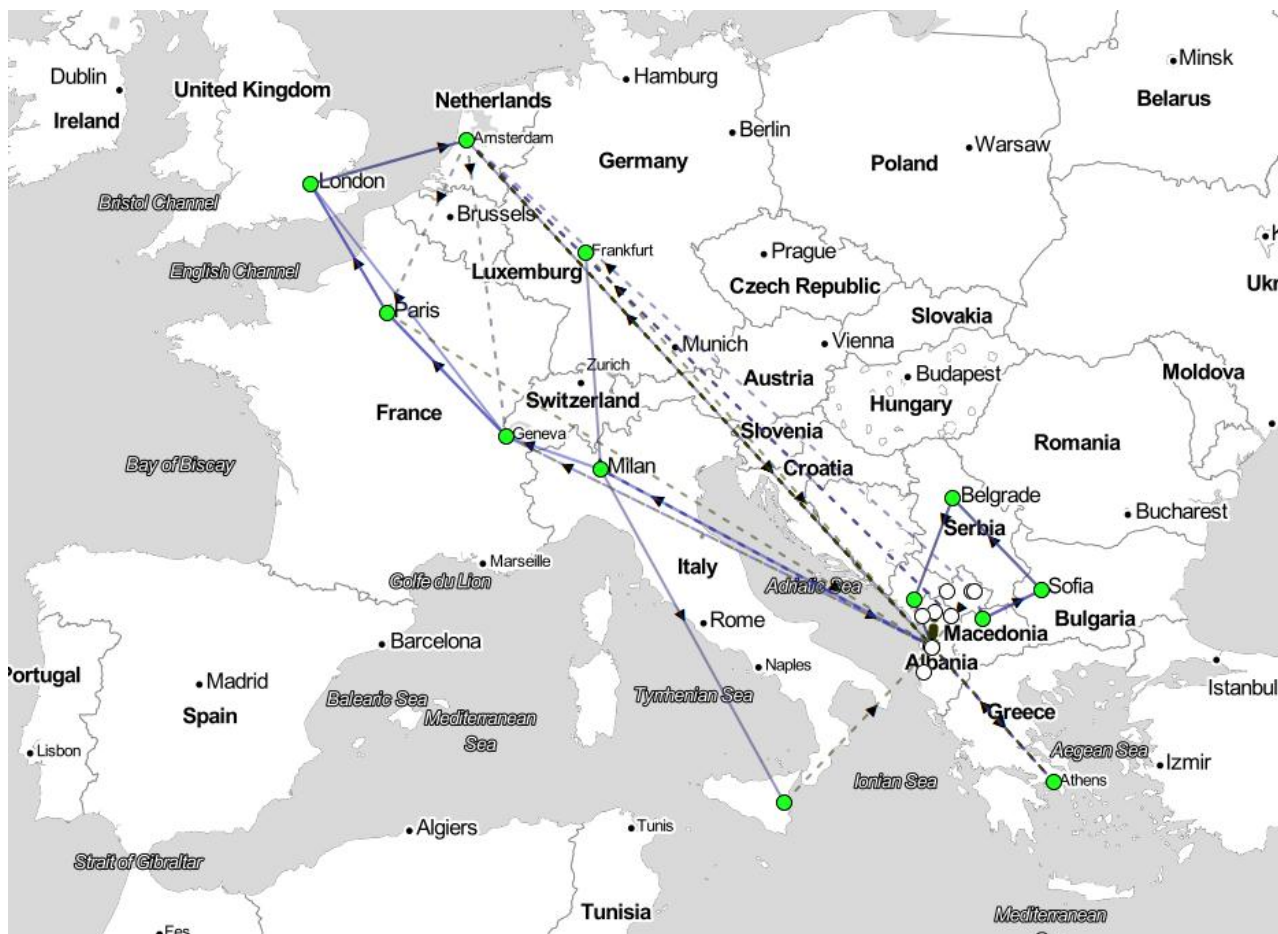 Minsk
Dublin
Hamburg
United Kingdom
Netherlands
Belarus
Ireland
Amsterdam
Berlin
Warsaw
Germany
Poland
London
Bristol Channel
Brussels
Frankfurt
Prague
English Channel
Luxemburg
Czech Republic
Ukr
Paris
Slovakia
Munich
Vienna
Zurich
Moldova
Austria
Budapest
Switzerland
Hungary
France
Geneva
Slovenia
Romania
Bay of Biscay
Milan
Croatia
Belgrade
Bucharest
Serbia
Marseille
Italy
Golfe du Lion
Adriatic Sea
Sofia
Rome
Macedonia
Bulgaria
Barcelona
Albania
Naples
Portugal
Madrid
Istanbul
Balearic Sea
Tyrrhenian Sea
Spain
Mediterranean
Sea
Greece
Lisbon
Aegean Sea
Izmir
Ionian Sea
Athens
Algiers
Tunis
Strait of Gibraltar
Tunisia
Mediterranean
Fes